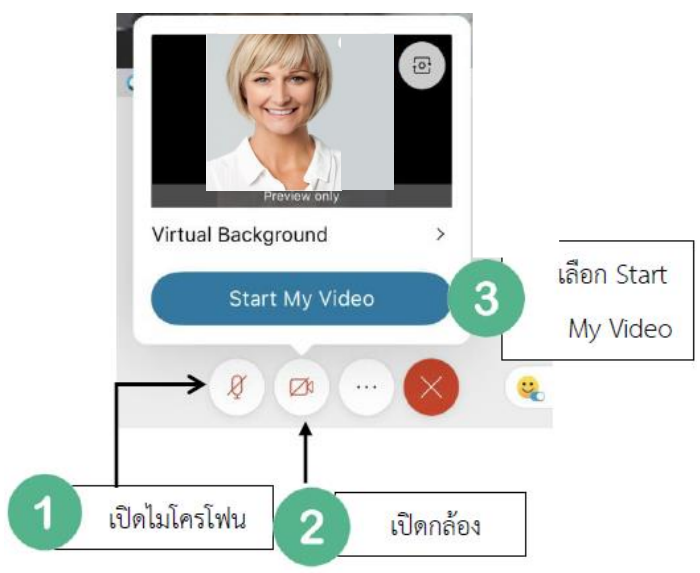 Preview only
Virtual Background
Start My Video
3
เลือก Start
My Video
1
เปิดไมโครโฟน
2
เปิดกล้อง